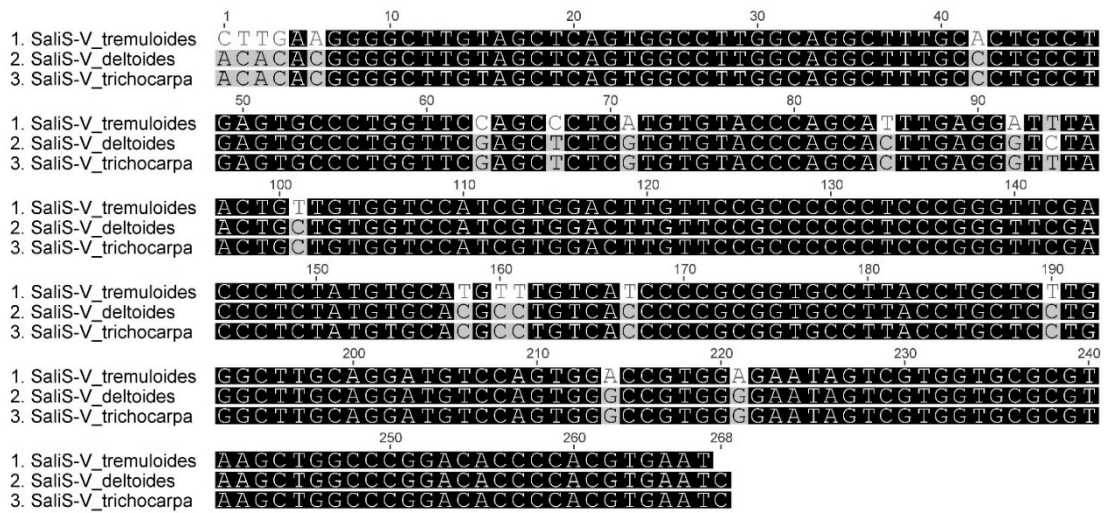 1 10 20 30 40
1. SaliS-V_tremuloides CTTGAAGGGGCTTGTAGCTCAGTGGCCTTGGCAGGCTTTGCACTGCCT
2. SaliS-V_deltoides ACACACGGGGCTTGTAGCTCAGTGGCCTTGGCAGGCTTTGCCCTGCCT
3. SaliS-V_trichocarpa ACACACGGGGCTTGTAGCTCAGTGGCCTTGGCAGGCTTTGCCCTGCCT
50 60 70 80 90
1. SaliS-V_tremuloides GAGTGCCCTGGTTCCAGCCCTCATGTGTACCCAGCATTTGAGGATTTA
2. SaliS-V_deltoides GAGTGCCCTGGTTCGAGCTCTCGTGTGTACCCAGCACTTGAGGGTCTA
3. SaliS-V_trichocarpa GAGTGCCCTGGTTCGAGCTCTCGTGTGTACCCAGCACTTGAGGGTTTA
100 110 120 130 140
1. SaliS-V_tremuloides ACTGTTGTGGTCCATCGTGGACTTGTTCCGCCCCCCTCCCGGGTTCGA
2. SaliS-V_deltoides ACTGCTGTGGTCCATCGTGGACTTGTTCCGCCCCCCTCCCGGGTTCGA
3. SaliS-V_trichocarpa ACTGCTGTGGTCCATCGTGGACTTGTTCCGCCCCCCTCCCGGGTTCGA
150 160 170 180 190
1. SaliS-V_tremuloides CCCTCTATGTGCATGTTTGTCATCCCCGCGGTGCCTTACCTGCTCTTG
2. SaliS-V_deltoides CCCTCTATGTGCACGCCTGTCACCCCCGCGGTGCCTTACCTGCTCCTG
3. SaliS-V_trichocarpa CCCTCTATGTGCACGCCTGTCACCCCCGCGGTGCCTTACCTGCTCCTG
200 210 220 230 240
1. SaliS-V_tremuloides GGCTTGCAGGATGTCCAGTGGACCGTGGAGAATAGTCGTGGTGCGCGT
2. SaliS-V_deltoides GGCTTGCAGGATGTCCAGTGGGCCGTGGGGAATAGTCGTGGTGCGCGT
3. SaliS-V_trichocarpa GGCTTGCAGGATGTCCAGTGGGCCGTGGGGAATAGTCGTGGTGCGCGT
250 260 268
1. SaliS-V_tremuloides AAGCTGGCCCGGACACCCCACGTGAAT
2. SaliS-V_deltoides AAGCTGGCCCGGACACCCCACGTGAATC
3. SaliS-V_trichocarpa AAGCTGGCCCGGACACCCCACGTGAATC